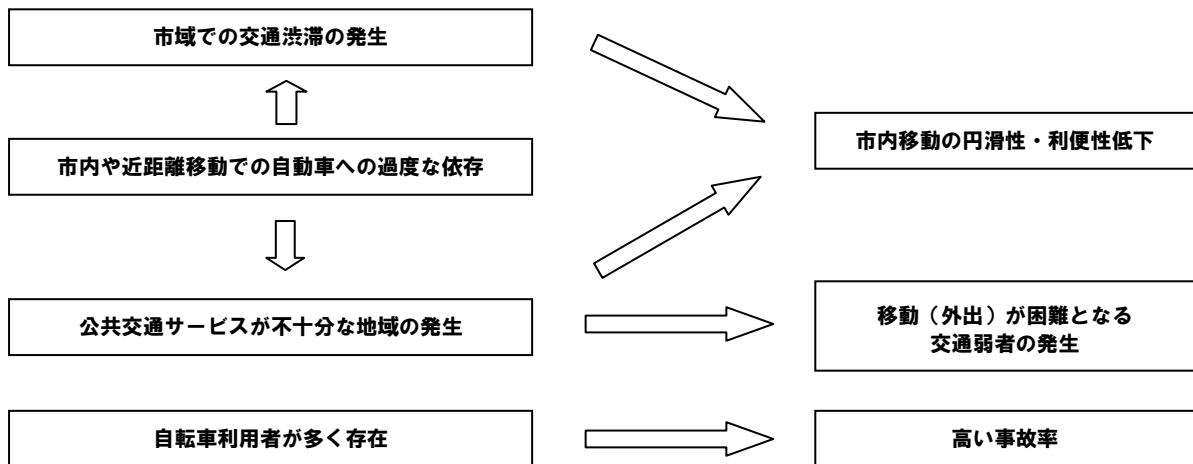 市域での交通渋滞の発生
市内や近距離移動での自動車への過度な依存
公共交通サービスが不十分な地域の発生
自転車利用者が多く存在
市内移動の円滑性・利便性低下
移動（外出）が困難となる
交通弱者の発生
高い事故率